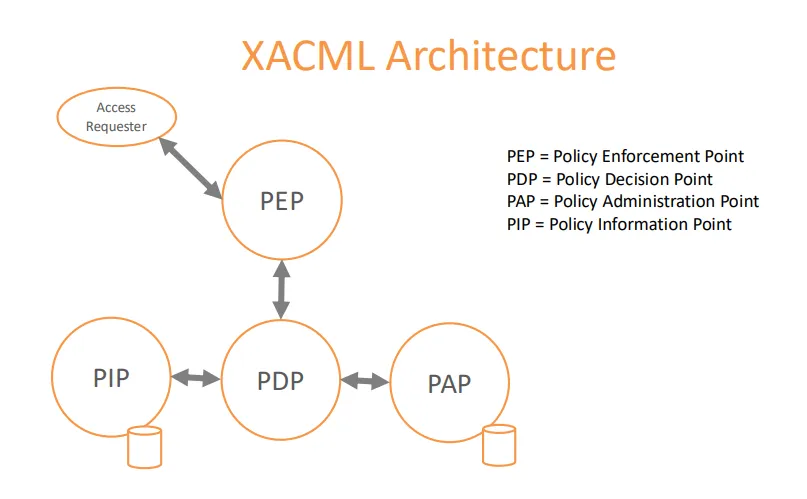 XACML Architecture
Access
Requester
PEP
PEP = Policy Enforcement Point
PDP = Policy Decision Point
PAP = Policy Administration Point
PIP = Policy Information Point
PIP
PDP
PAP